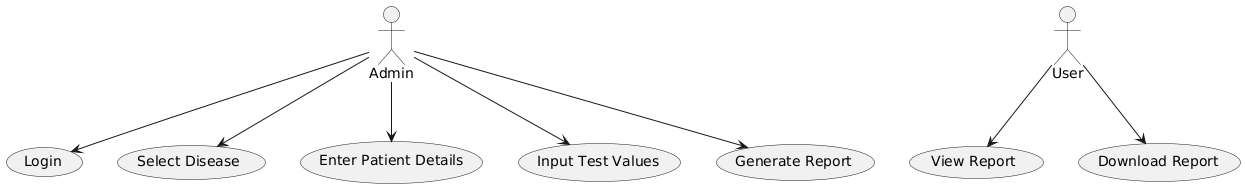 Admin
User
Login
Select Disease
Enter Patient Details
Input Test Values
Generate Report
View Report
Download Report